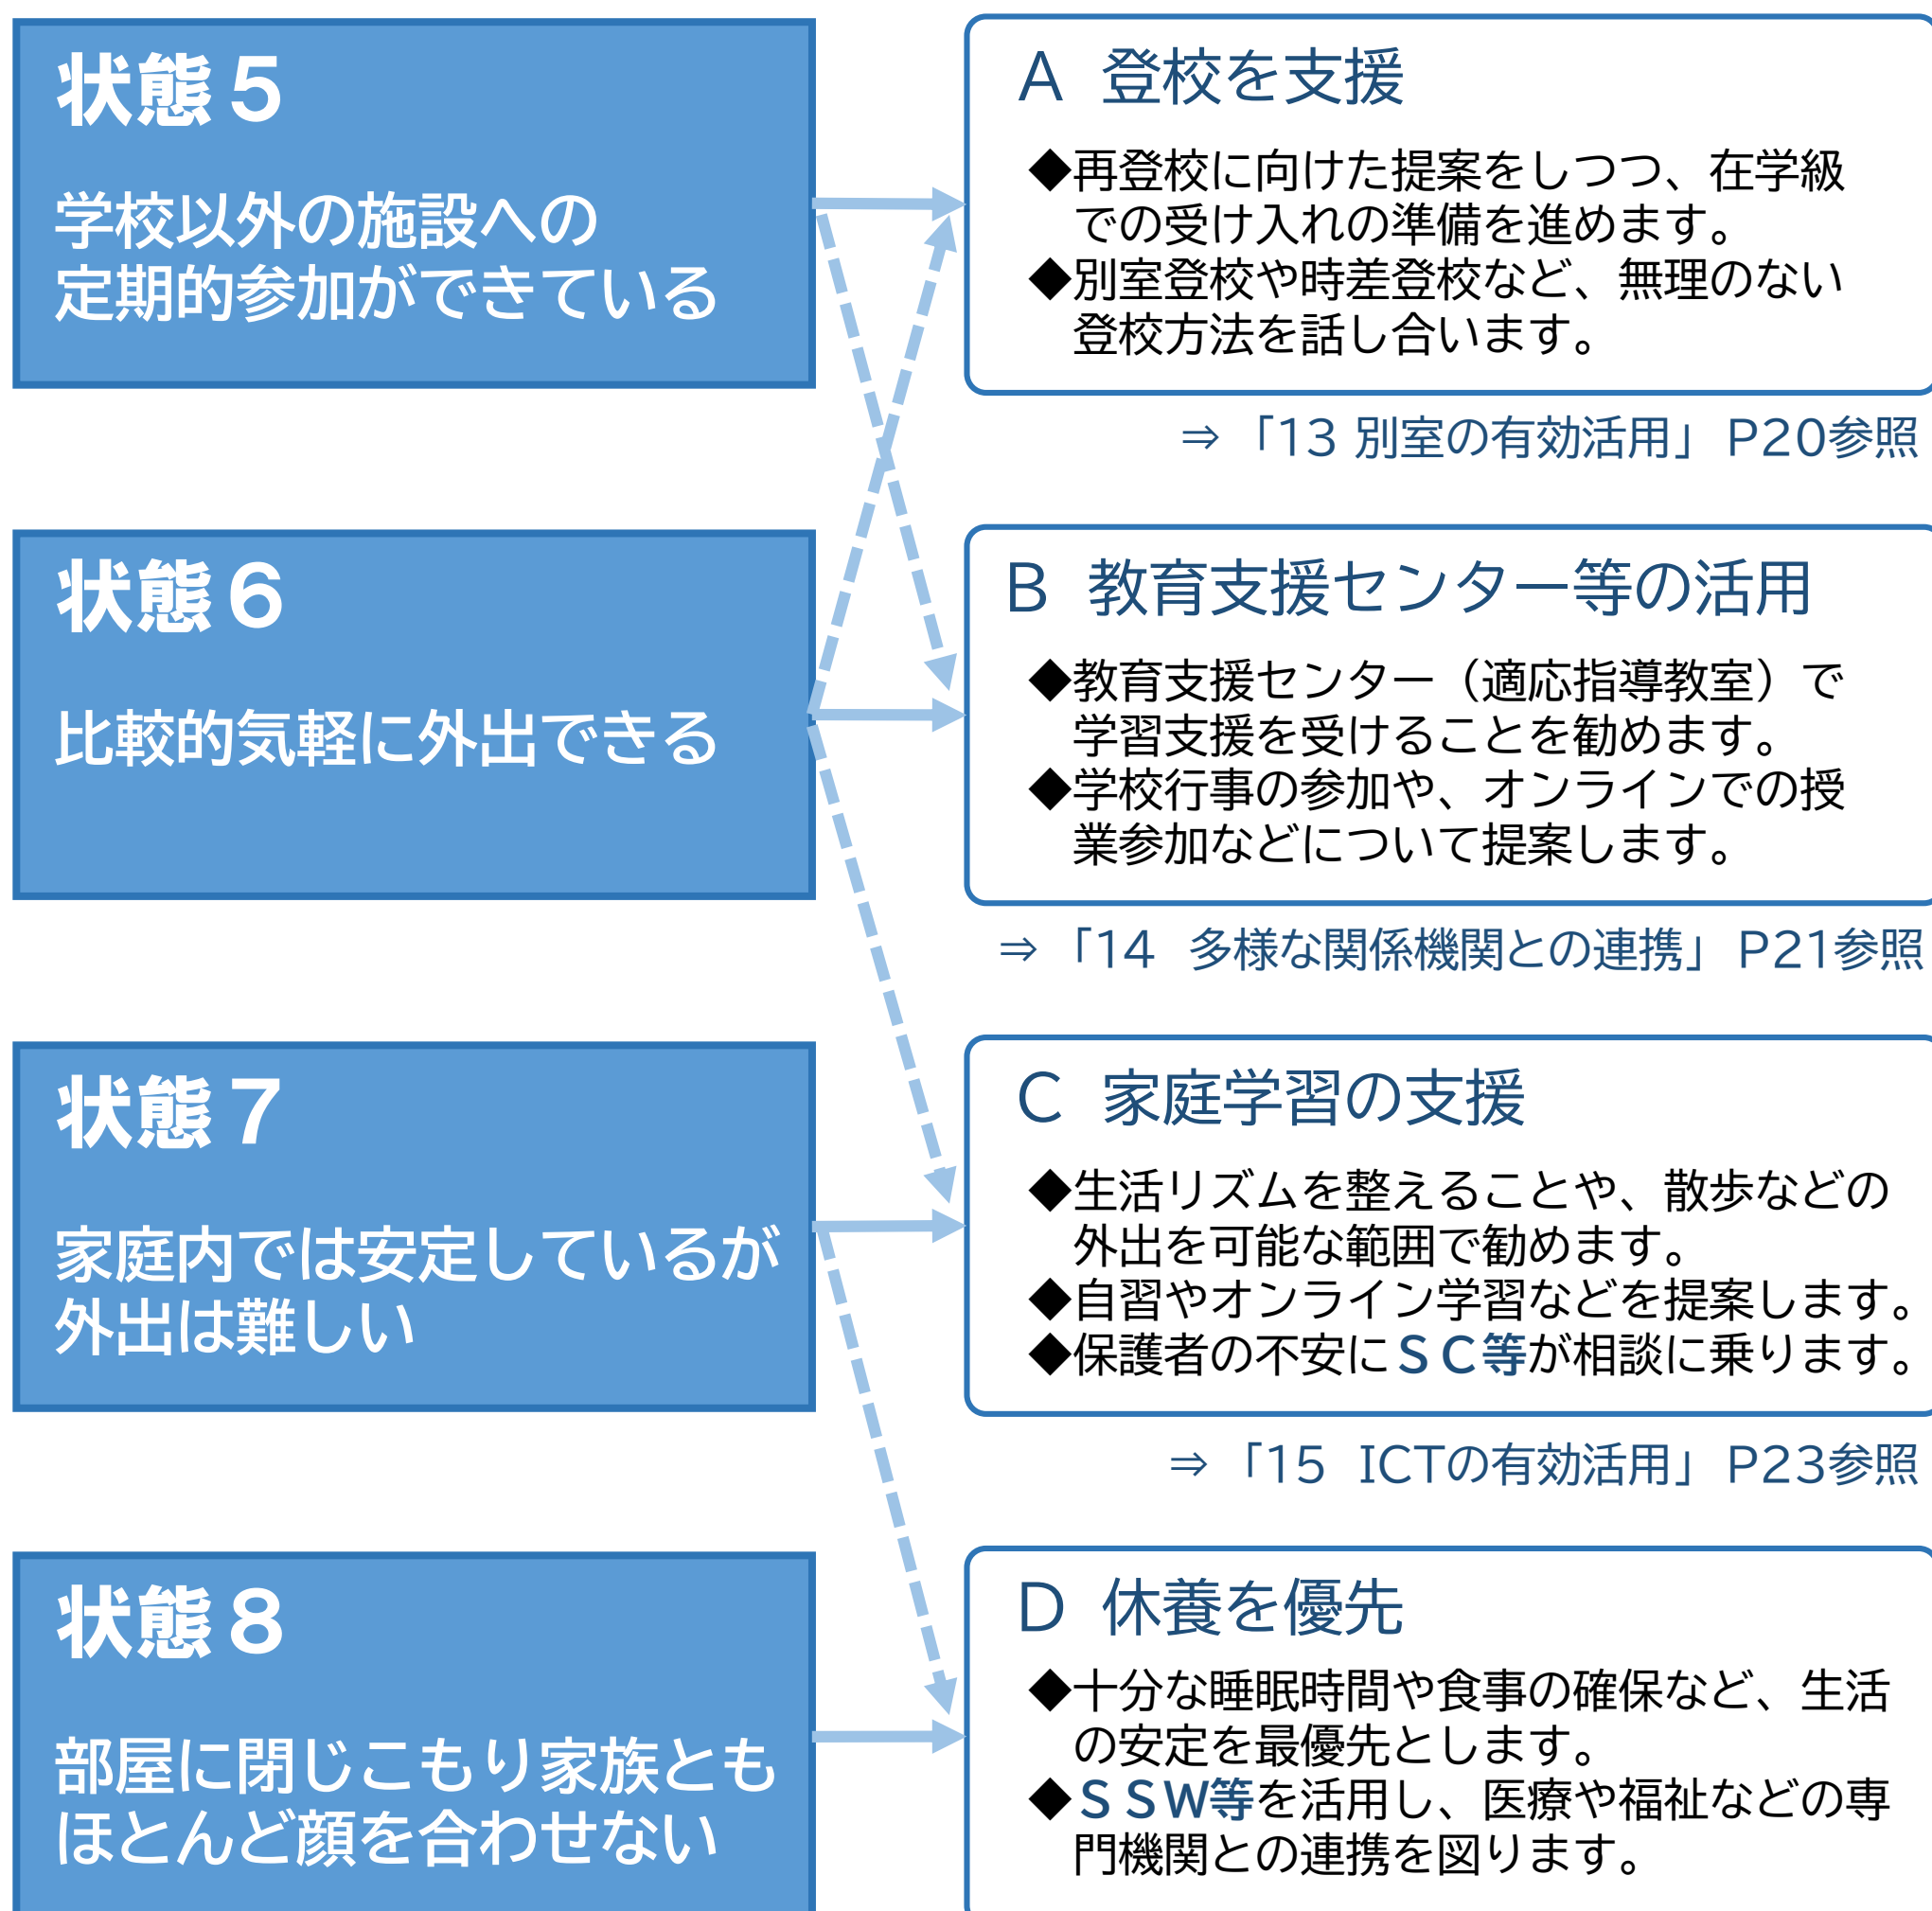 状態５
学校以外の施設への
定期的参加ができている
A 登校を支援
◆再登校に向けた提案をしつつ、在学級
での受け入れの準備を進めます。
◆別室登校や時差登校など、無理のない
登校方法を話し合います。
⇒「13 別室の有効活用」P20参照
状態６
比較的気軽に外出できる
B 教育支援センター等の活用
◆教育支援センター（適応指導教室）で
学習支援を受けることを勧めます。
◆学校行事の参加や、オンラインでの授
業参加などについて提案します。
⇒「14 多様な関係機関との連携」P21参照
状態７
家庭内では安定しているが
外出は難しい
C 家庭学習の支援
◆生活リズムを整えることや、散歩などの
外出を可能な範囲で勧めます。
◆自習やオンライン学習などを提案します。
◆保護者の不安にＳＣ等が相談に乗ります。
⇒「15 ICTの有効活用」P23参照
状態８
部屋に閉じこもり家族とも
ほとんど顔を合わせない
D 休養を優先
◆十分な睡眠時間や食事の確保など、生活
の安定を最優先とします。
◆ＳＳＷ等を活用し、医療や福祉などの専
門機関との連携を図ります。